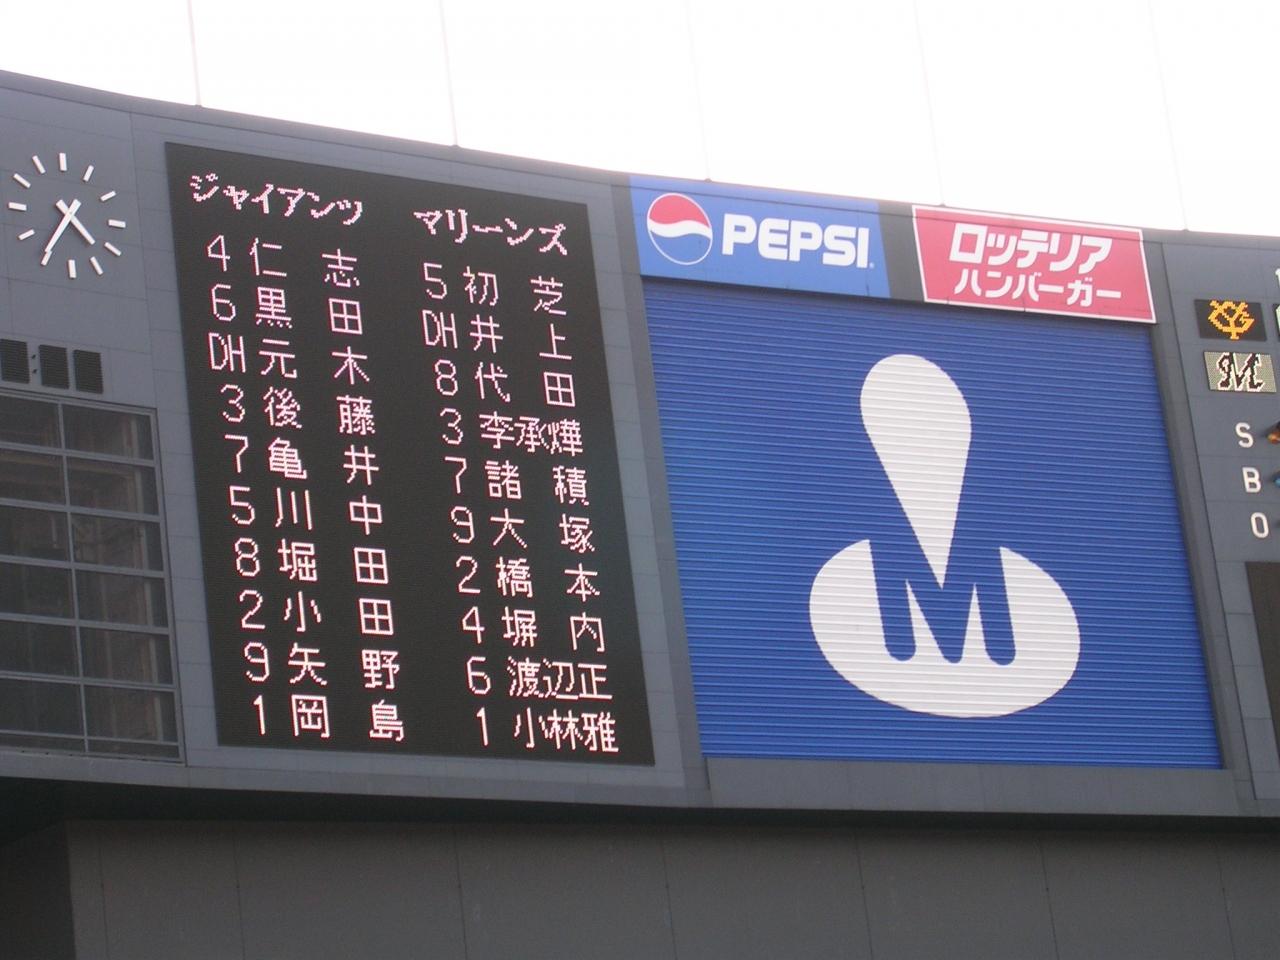 ジャイアンツ
4 仁 志
6 黒 田
DH 元 木
3 後 藤
7 亀 井
5 川 中
8 堀 田
2 小 田
9 矢 野
1 岡 島
マリーンズ
5 初 芝
DH 井 上
8 代 田
3 李承燁
7 諸 積
9 大 塚
2 橋 本
4 塀 内
6 渡辺正
1 小林雅
PEPSI
ロッテリア
ハンバーガー
M
YG
M
S
B
O